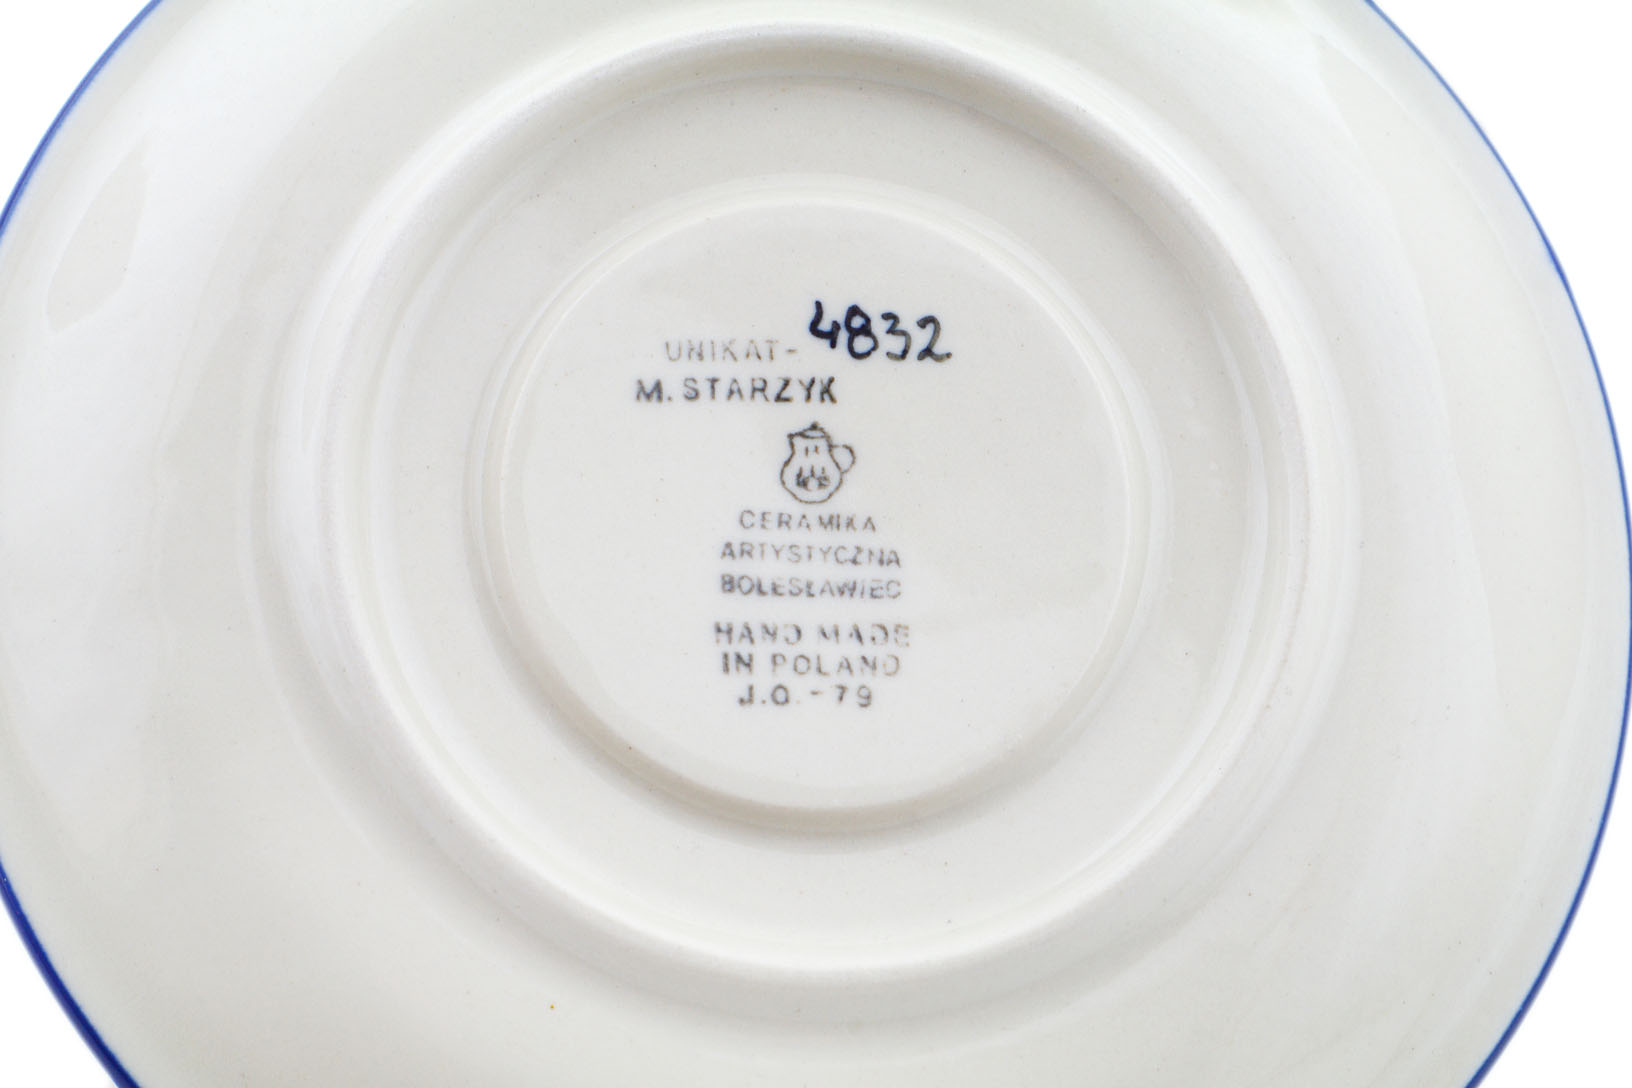 UNIKAT- 4832
M. STARZYK
CERAMIKA
ARTYSTYCZNA
BOLESŁAWIEC
HAND MADE
IN POLAND
J.O. - 79